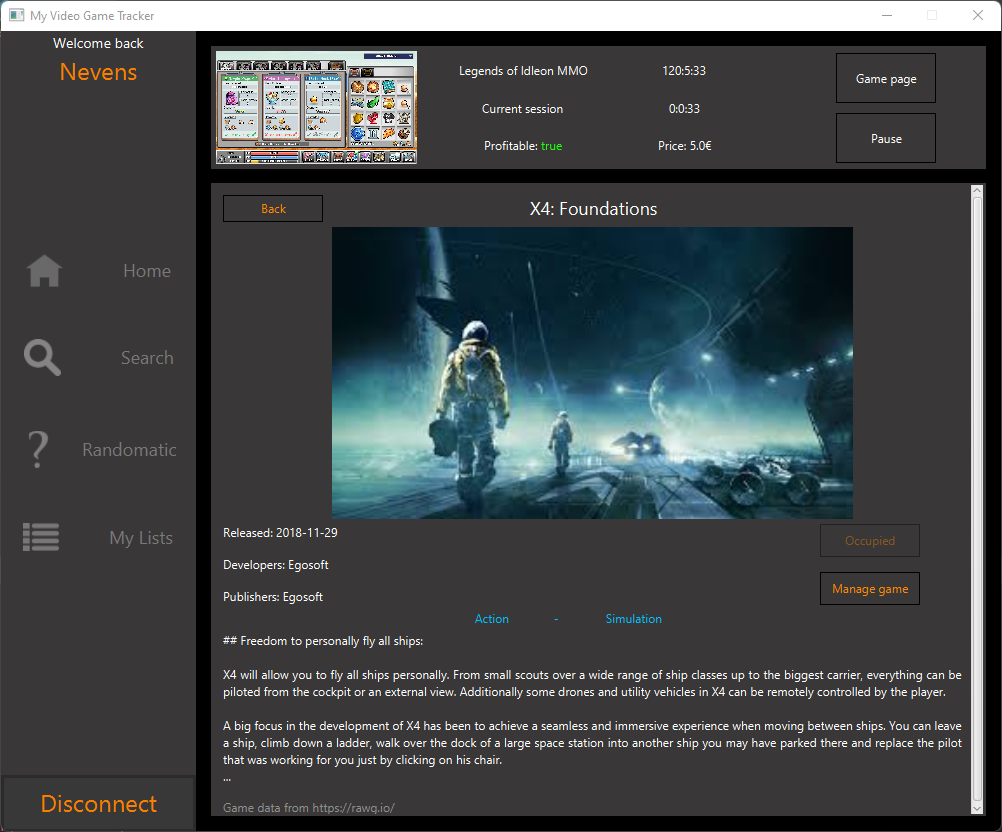 My Video Game Tracker
Welcome back
Nevens
Home
Search
Randomatic
My Lists
Disconnect
Legends of Idleon MMO 120:5:33
Current session 0:0:33
Profitable: true Price: 5.0€
Game page
Pause
Back
X4: Foundations
Released: 2018-11-29
Developers: Egosoft
Publishers: Egosoft
Occupied
Manage game
Action - Simulation
## Freedom to personally fly all ships:
X4 will allow you to fly all ships personally. From small scouts over a wide range of ship classes up to the biggest carrier, everything can be
piloted from the cockpit or an external view. Additionally some drones and utility vehicles in X4 can be remotely controlled by the player.
A big focus in the development of X4 has been to achieve a seamless and immersive experience when moving between ships. You can leave
a ship, climb down a ladder, walk over the dock of a large space station into another ship you may have parked there and replace the pilot
that was working for you just by clicking on his chair.
...
Game data from https://rawg.io/